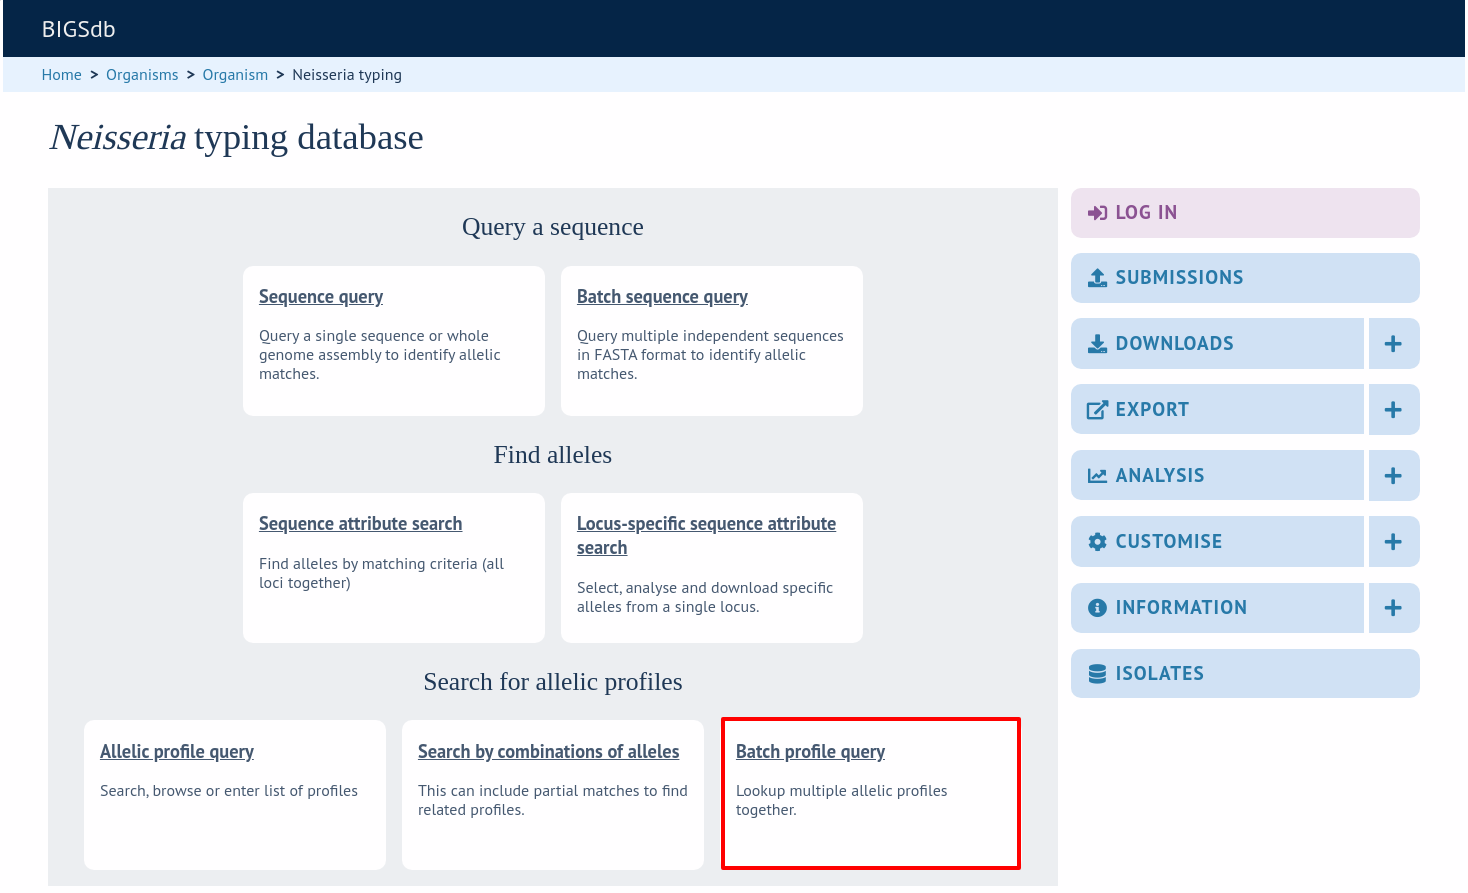 BIGSdb
Home > Organisms > Organism > Neisseria typing
Neisseria typing database
Query a sequence
Sequence query
Query a single sequence or whole
genome assembly to identify allelic
matches.
Batch sequence query
Query multiple independent sequences
in FASTA format to identify allelic
matches.
Find alleles
Sequence attribute search
Find alleles by matching criteria (all
loci together)
Locus-specific sequence attribute
search
Select, analyse and download specific
alleles from a single locus.
Search for allelic profiles
Allelic profile query
Search, browse or enter list of profiles
Search by combinations of alleles
This can include partial matches to find
related profiles.
Batch profile query
Lookup multiple allelic profiles
together.
LOG IN
SUBMISSIONS
DOWNLOADS +
EXPORT +
ANALYSIS +
CUSTOMISE +
INFORMATION +
ISOLATES